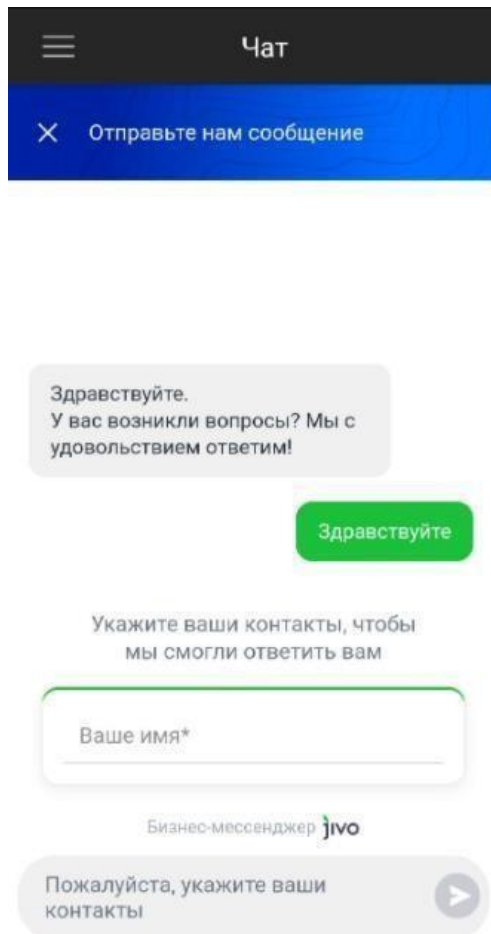 Чат
Отправьте нам сообщение
Здравствуйте.
У вас возникли вопросы? Мы с
удовольствием ответим!
Здравствуйте
Укажите ваши контакты, чтобы
мы смогли ответить вам
Ваше имя*
Бизнес-мессенджер jivo
Пожалуйста, укажите ваши
контакты